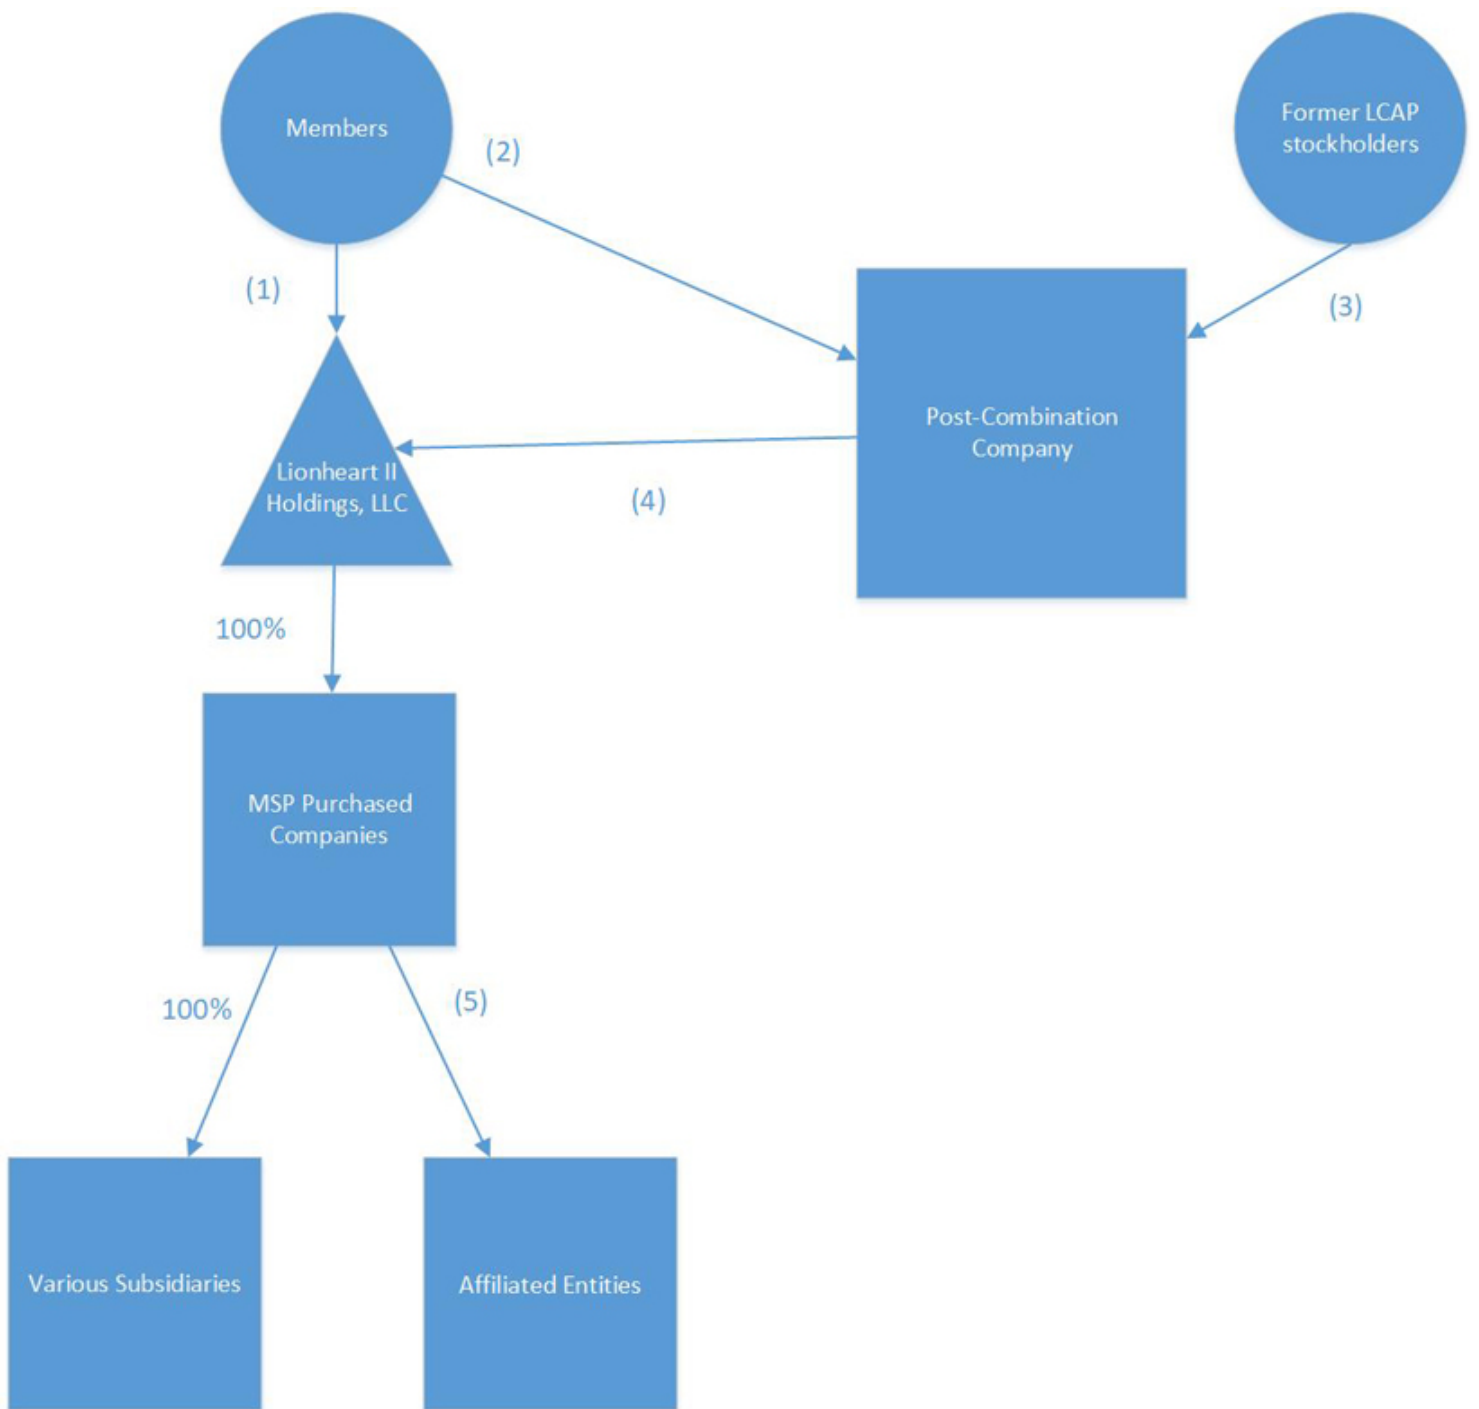 Members
Former LCAP
stockholders
(2)
(1)
(3)
Post-Combination
Company
Lionheart II
Holdings, LLC
(4)
100%
MSP Purchased
Companies
100%
(5)
Various Subsidiaries
Affiliated Entities